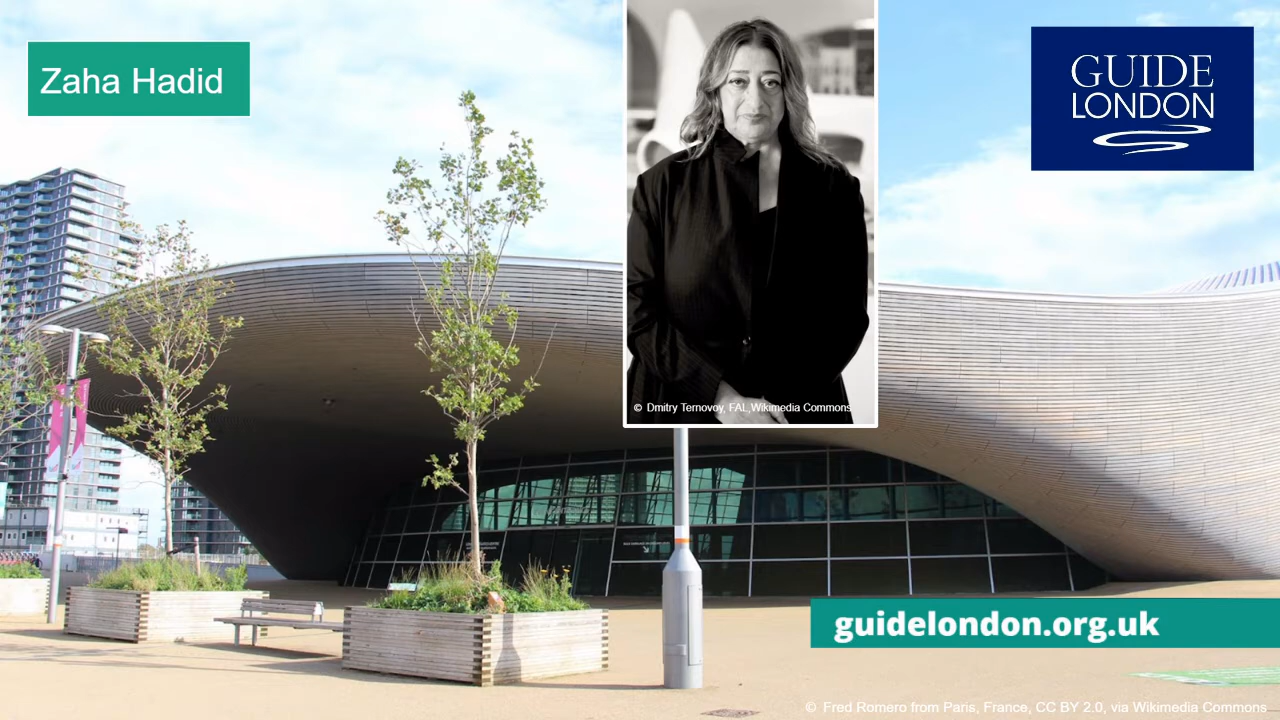 Zaha Hadid
GUIDE
LONDON
© Dmitry Ternovoy, FAL,Wikimedia Commons
guidelondon.org.uk
© Fred Romero from Paris, France, CC BY 2.0, via Wikimedia Commons